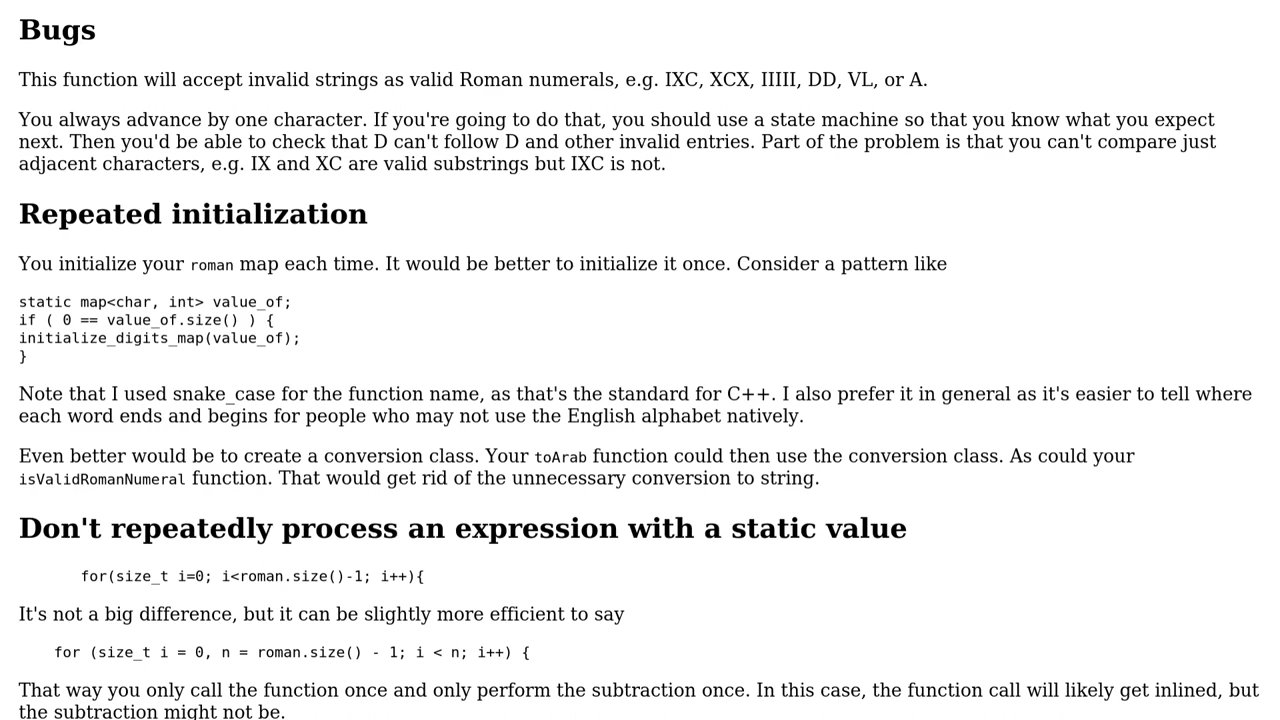 Bugs
This function will accept invalid strings as valid Roman numerals, e.g. IXC, XCX, IIIII, DD, VL, or A.
You always advance by one character. If you're going to do that, you should use a state machine so that you know what you expect
next. Then you'd be able to check that D can't follow D and other invalid entries. Part of the problem is that you can't compare just
adjacent characters, e.g. IX and XC are valid substrings but IXC is not.
Repeated initialization
You initialize your roman map each time. It would be better to initialize it once. Consider a pattern like
static map<char, int> value_of;
if ( 0 == value_of.size() ) {
initialize_digits_map(value_of);
}
Note that I used snake_case for the function name, as that's the standard for C++. I also prefer it in general as it's easier to tell where
each word ends and begins for people who may not use the English alphabet natively.
Even better would be to create a conversion class. Your toArab function could then use the conversion class. As could your
isValidRomanNumeral function. That would get rid of the unnecessary conversion to string.
Don't repeatedly process an expression with a static value
for(size_t i=0; i<roman.size()-1; i++){
It's not a big difference, but it can be slightly more efficient to say
for (size_t i = 0, n = roman.size() - 1; i < n; i++) {
That way you only call the function once and only perform the subtraction once. In this case, the function call will likely get inlined, but
the subtraction might not be.